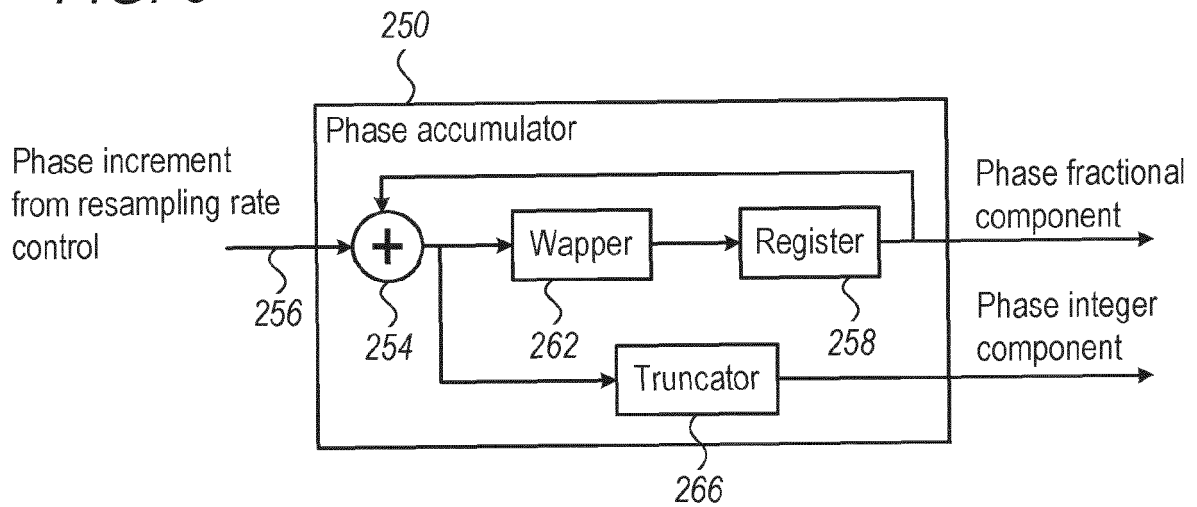 250
Phase accumulator
Phase increment
from resampling rate
control
Phase fractional
component
+
Wapper
Register
256
254
262
258
Phase integer
component
Truncator
266